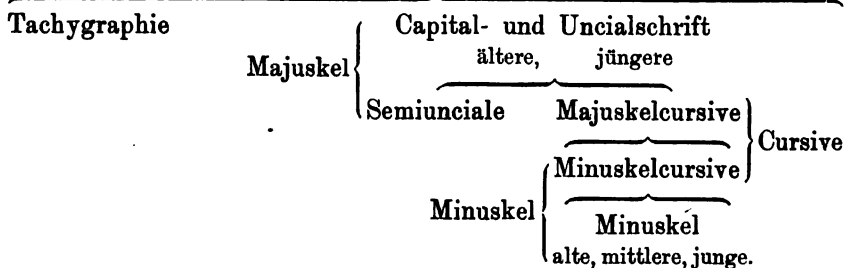 Tachygraphie Capital- und Uncialschrift
Majuskel ältere, jüngere
Semiunciale Majuskelcursive
Cursive
Minuskelcursive
Minuskel Minuskel
alte, mittlere, junge.